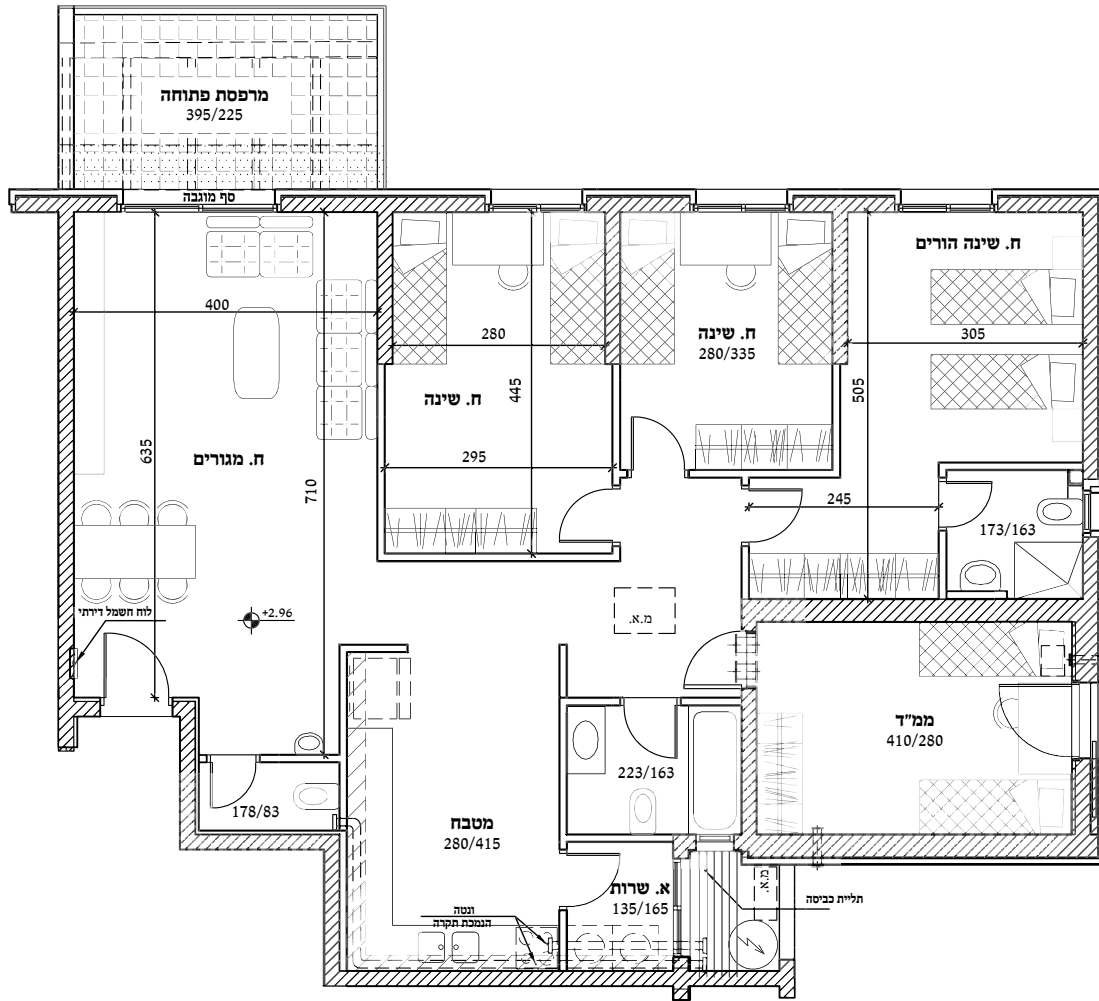 מרפסת פתוחה
395/225
סף מוגבה
ח. שינה הורים
400
280
ח. שינה
280/335
305
ח. שינה
445
505
635
ח. מגורים
710
295
245
173/163
לוח חשמל דירתי
+2.96
מ.א.
ממ"ד
410/280
223/163
178/83
מטבח
280/415
א. שרות
135/165
מ.א.
תליית כביסה
ונטה
הנמכת תקרה